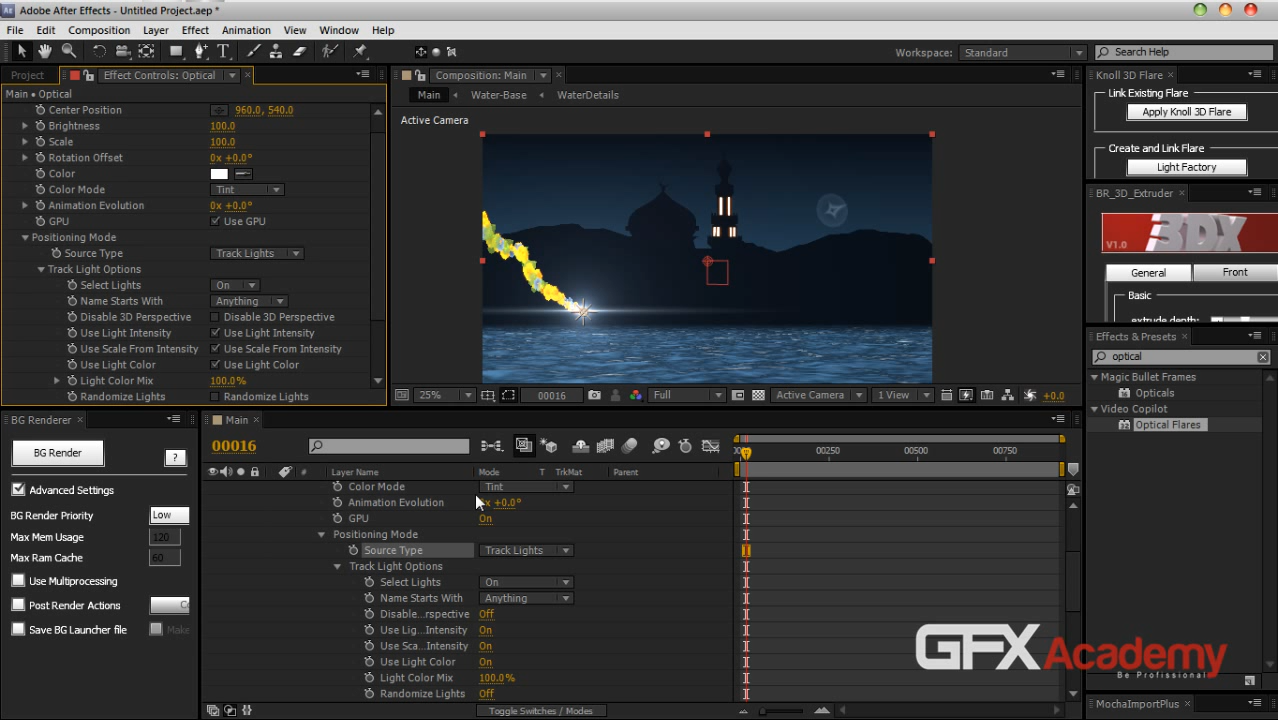 Adobe After Effects - Untitled Project.aep *
File Edit Composition Layer Effect Animation View Window Help
Workspace: Standard Search Help
Project Effect Controls: Optical
Main • Optical
Center Position 960.0, 540.0
Brightness 100.0
Scale 100.0
Rotation Offset 0x +0.0°
Color
Color Mode Tint
Animation Evolution 0x +0.0°
GPU Use GPU
Positioning Mode
Source Type Track Lights
Track Light Options
Select Lights On
Name Starts With Anything
Disable 3D Perspective Disable 3D Perspective
Use Light Intensity Use Light Intensity
Use Scale From Intensity Use Scale From Intensity
Use Light Color Use Light Color
Light Color Mix 100.0%
Randomize Lights Randomize Lights
Composition: Main
Main Water-Base WaterDetails
Active Camera
25% 00016 Full Active Camera 1 View +0.0
Knoll 3D Flare
Link Existing Flare
Apply Knoll 3D Flare
Create and Link Flare
Light Factory
BR_3D_Extruder
3DX
V1.0
General Front
Basic
extrude depth:
Effects & Presets
optical
Magic Bullet Frames
Opticals
Video Copilot
Optical Flares
BG Renderer
BG Render ?
Advanced Settings
BG Render Priority Low
Max Mem Usage 120
Max Ram Cache 60
Use Multiprocessing
Post Render Actions
Save BG Launcher file Make
Main
00016
00250 00500 00750
# Layer Name Mode T TrkMat Parent
Color Mode Tint
Animation Evolution x +0.0°
GPU On
Positioning Mode
Source Type Track Lights
Track Light Options
Select Lights On
Name Starts With Anything
Disable...rspective Off
Use Lig...Intensity On
Use Sca...Intensity On
Use Light Color On
Light Color Mix 100.0%
Randomize Lights Off
Toggle Switches / Modes
GFXAcademy
Be Profissional
MochaImportPlus